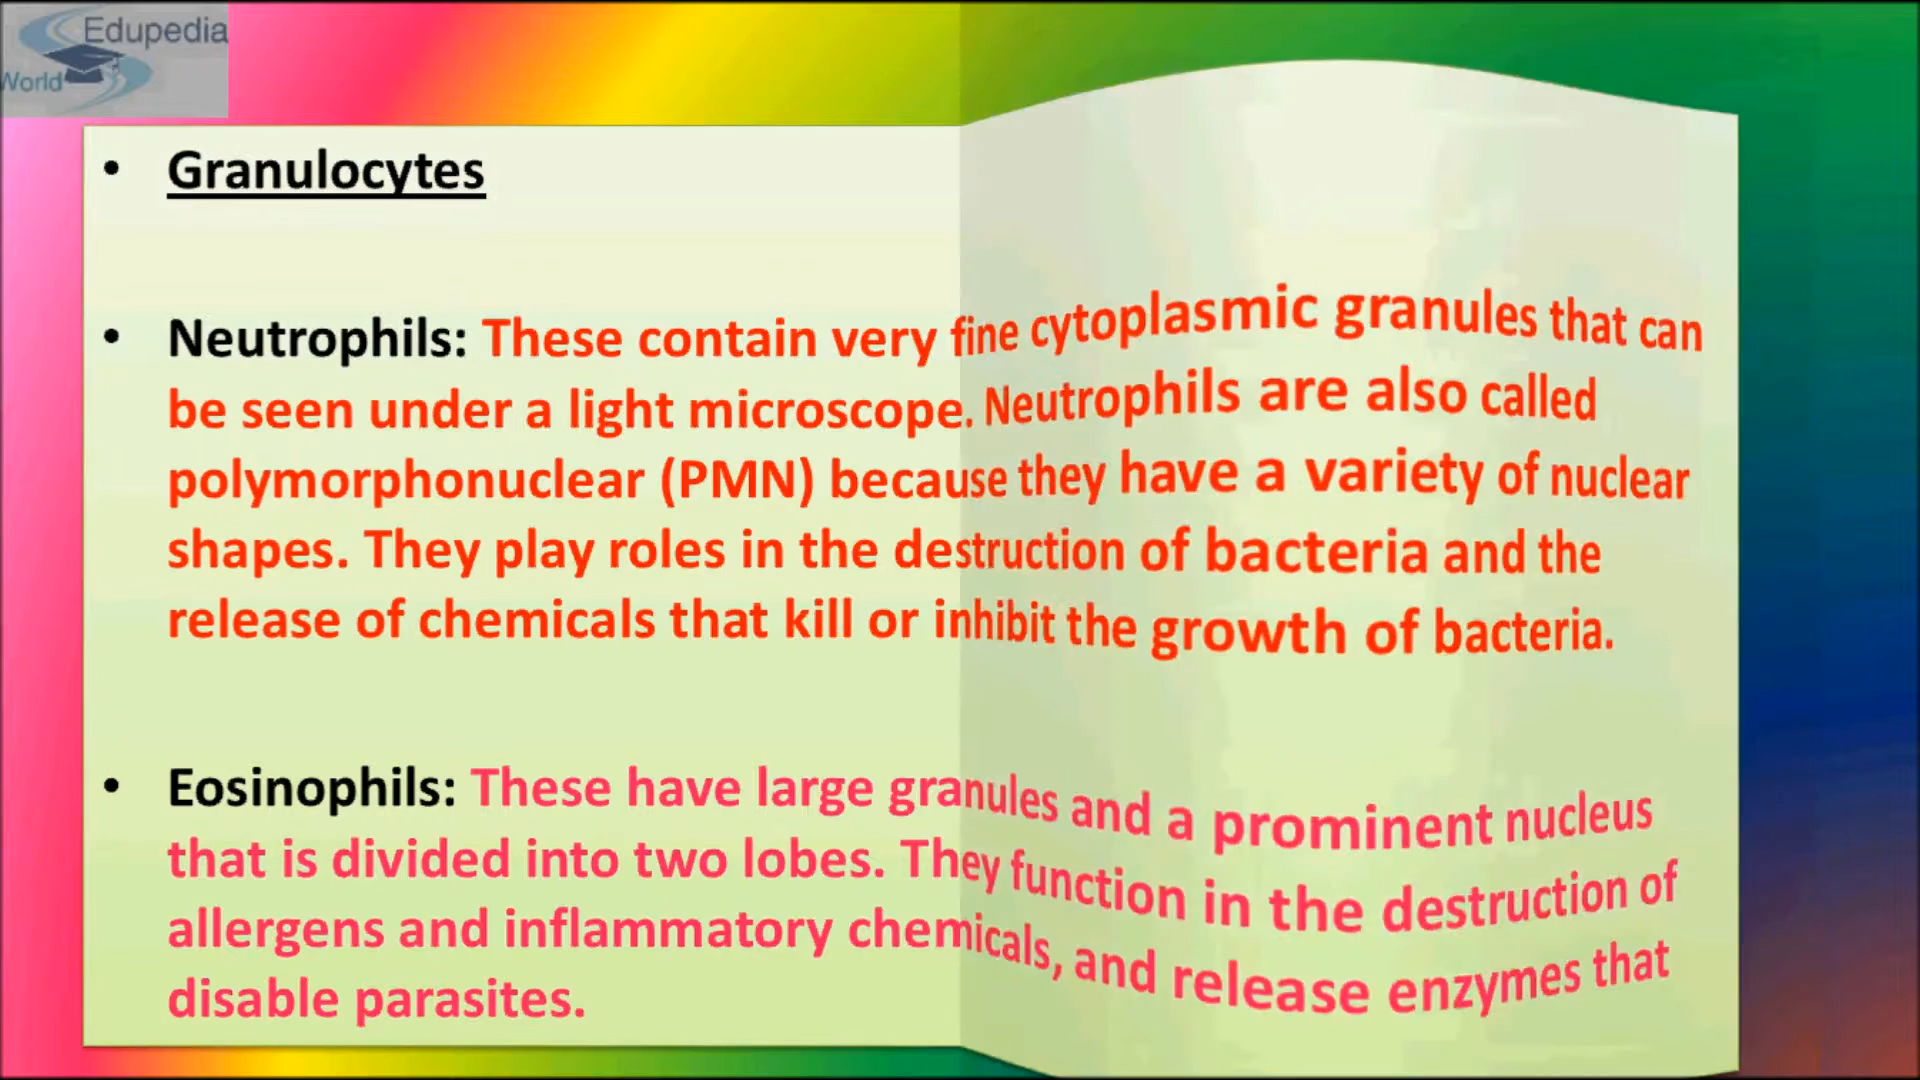 Edupedia
World
• Granulocytes
• Neutrophils: These contain very fine cytoplasmic granules that can
be seen under a light microscope. Neutrophils are also called
polymorphonuclear (PMN) because they have a variety of nuclear
shapes. They play roles in the destruction of bacteria and the
release of chemicals that kill or inhibit the growth of bacteria.
• Eosinophils: These have large granules and a prominent nucleus
that is divided into two lobes. They function in the destruction of
allergens and inflammatory chemicals, and release enzymes that
disable parasites.